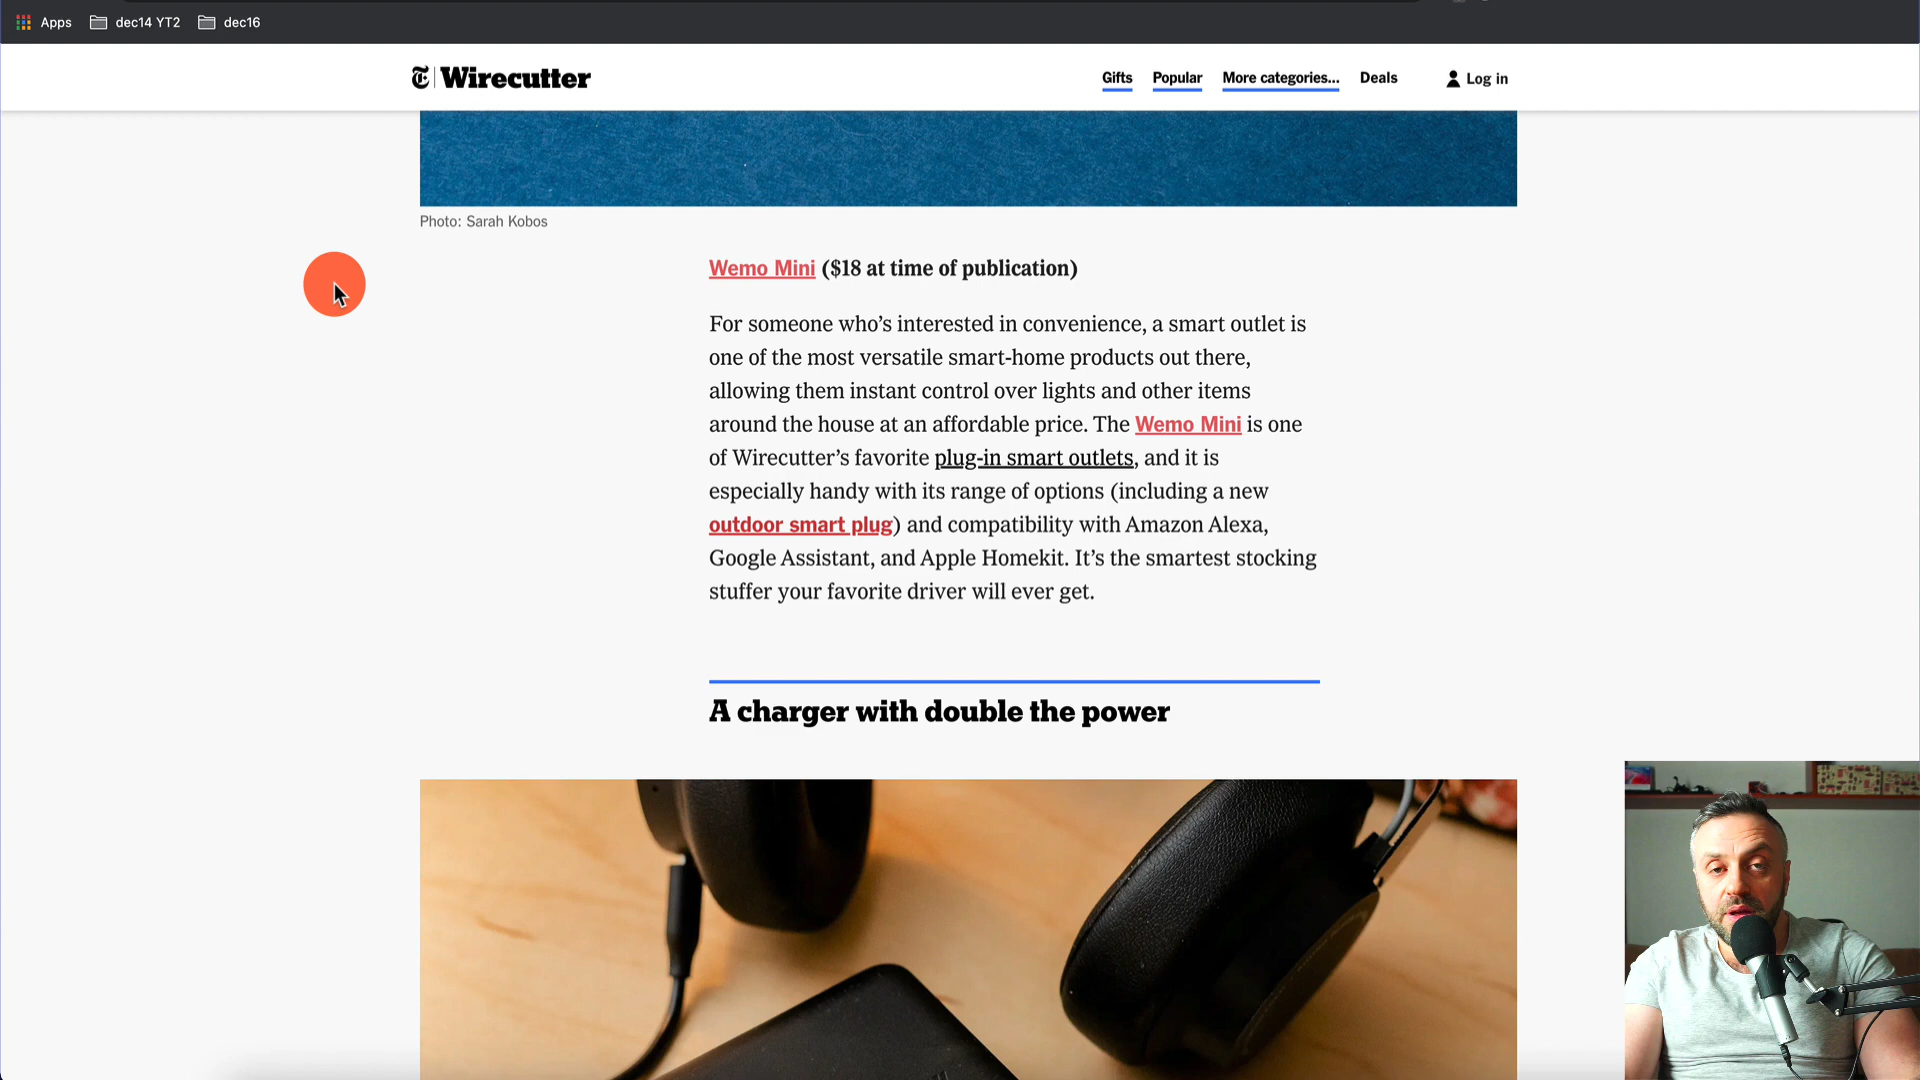 Apps dec14 YT2 dec16
Wirecutter Gifts Popular More categories... Deals Log in
Photo: Sarah Kobos
Wemo Mini ($18 at time of publication)
For someone who’s interested in convenience, a smart outlet is
one of the most versatile smart-home products out there,
allowing them instant control over lights and other items
around the house at an affordable price. The Wemo Mini is one
of Wirecutter’s favorite plug-in smart outlets, and it is
especially handy with its range of options (including a new
outdoor smart plug) and compatibility with Amazon Alexa,
Google Assistant, and Apple Homekit. It’s the smartest stocking
stuffer your favorite driver will ever get.
A charger with double the power